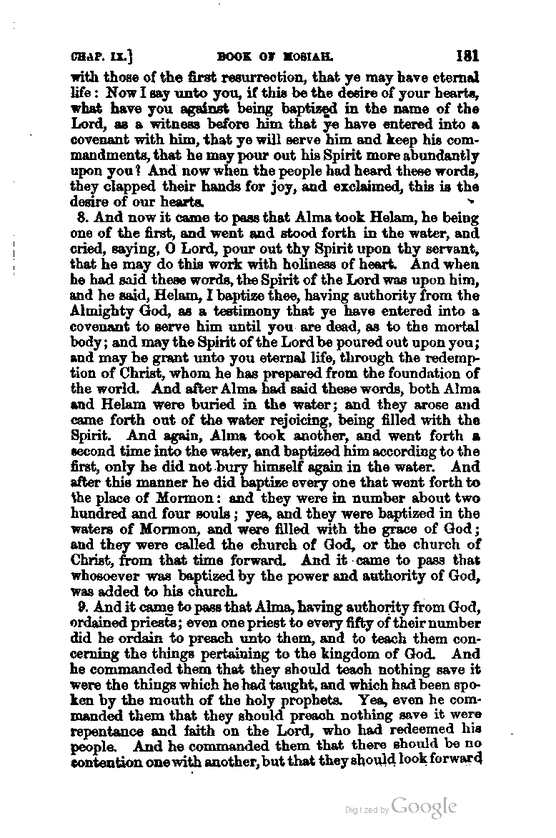 CHAP. IX.] BOOK OF MOSIAH. 181
with those of the first resurrection, that ye may have eternal
life: Now I say unto you, if this be the desire of your hearts,
what have you against being baptized in the name of the
Lord, as a witness before him that ye have entered into a
covenant with him, that ye will serve him and keep his com-
mandments, that he may pour out his Spirit more abundantly
upon you? And now when the people had heard these words,
they clapped their hands for joy, and exclaimed, this is the
desire of our hearts.
8. And now it came to pass that Alma took Helam, he being
one of the first, and went and stood forth in the water, and
cried, saying, O Lord, pour out thy Spirit upon thy servant,
that he may do this work with holiness of heart. And when
he had said these words, the Spirit of the Lord was upon him,
and he said, Helam, I baptize thee, having authority from the
Almighty God, as a testimony that ye have entered into a
covenant to serve him until you are dead, as to the mortal
body; and may the Spirit of the Lord be poured out upon you;
and may he grant unto you eternal life, through the redemp-
tion of Christ, whom he has prepared from the foundation of
the world. And after Alma had said these words, both Alma
and Helam were buried in the water; and they arose and
came forth out of the water rejoicing, being filled with the
Spirit. And again, Alma took another, and went forth a
second time into the water, and baptized him according to the
first, only he did not bury himself again in the water. And
after this manner he did baptize every one that went forth to
the place of Mormon: and they were in number about two
hundred and four souls; yea, and they were baptized in the
waters of Mormon, and were filled with the grace of God;
and they were called the church of God, or the church of
Christ, from that time forward. And it came to pass that
whosoever was baptized by the power and authority of God,
was added to his church.
9. And it came to pass that Alma, having authority from God,
ordained priests; even one priest to every fifty of their number
did he ordain to preach unto them, and to teach them con-
cerning the things pertaining to the kingdom of God. And
he commanded them that they should teach nothing save it
were the things which he had taught, and which had been spo-
ken by the mouth of the holy prophets. Yea, even he com-
manded them that they should preach nothing save it were
repentance and faith on the Lord, who had redeemed his
people. And he commanded them that there should be no
contention one with another, but that they should look forward
Digitized by Google